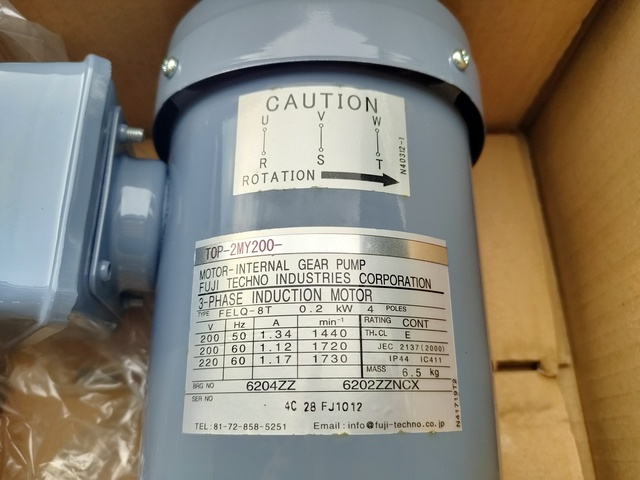 CAUTION
U V W
R S T
ROTATION
N40312-1
TOP-2MY200-
MOTOR-INTERNAL GEAR PUMP
FUJI TECHNO INDUSTRIES CORPORATION
3-PHASE INDUCTION MOTOR
TYPE FELQ-8T 0.2 kW 4 POLES
V Hz A min⁻¹ RATING CONT
200 50 1.34 1440 TH.CL E
200 60 1.12 1720 JEC 2137(2000)
220 60 1.17 1730 IP44 IC411
MASS 6.5 kg
BRG NO 6204ZZ 6202ZZNCX
SER NO
4C 28 FJ1012
TEL:81-72-858-5251 Email:info@fuji-techno.co.jp
N41719T2